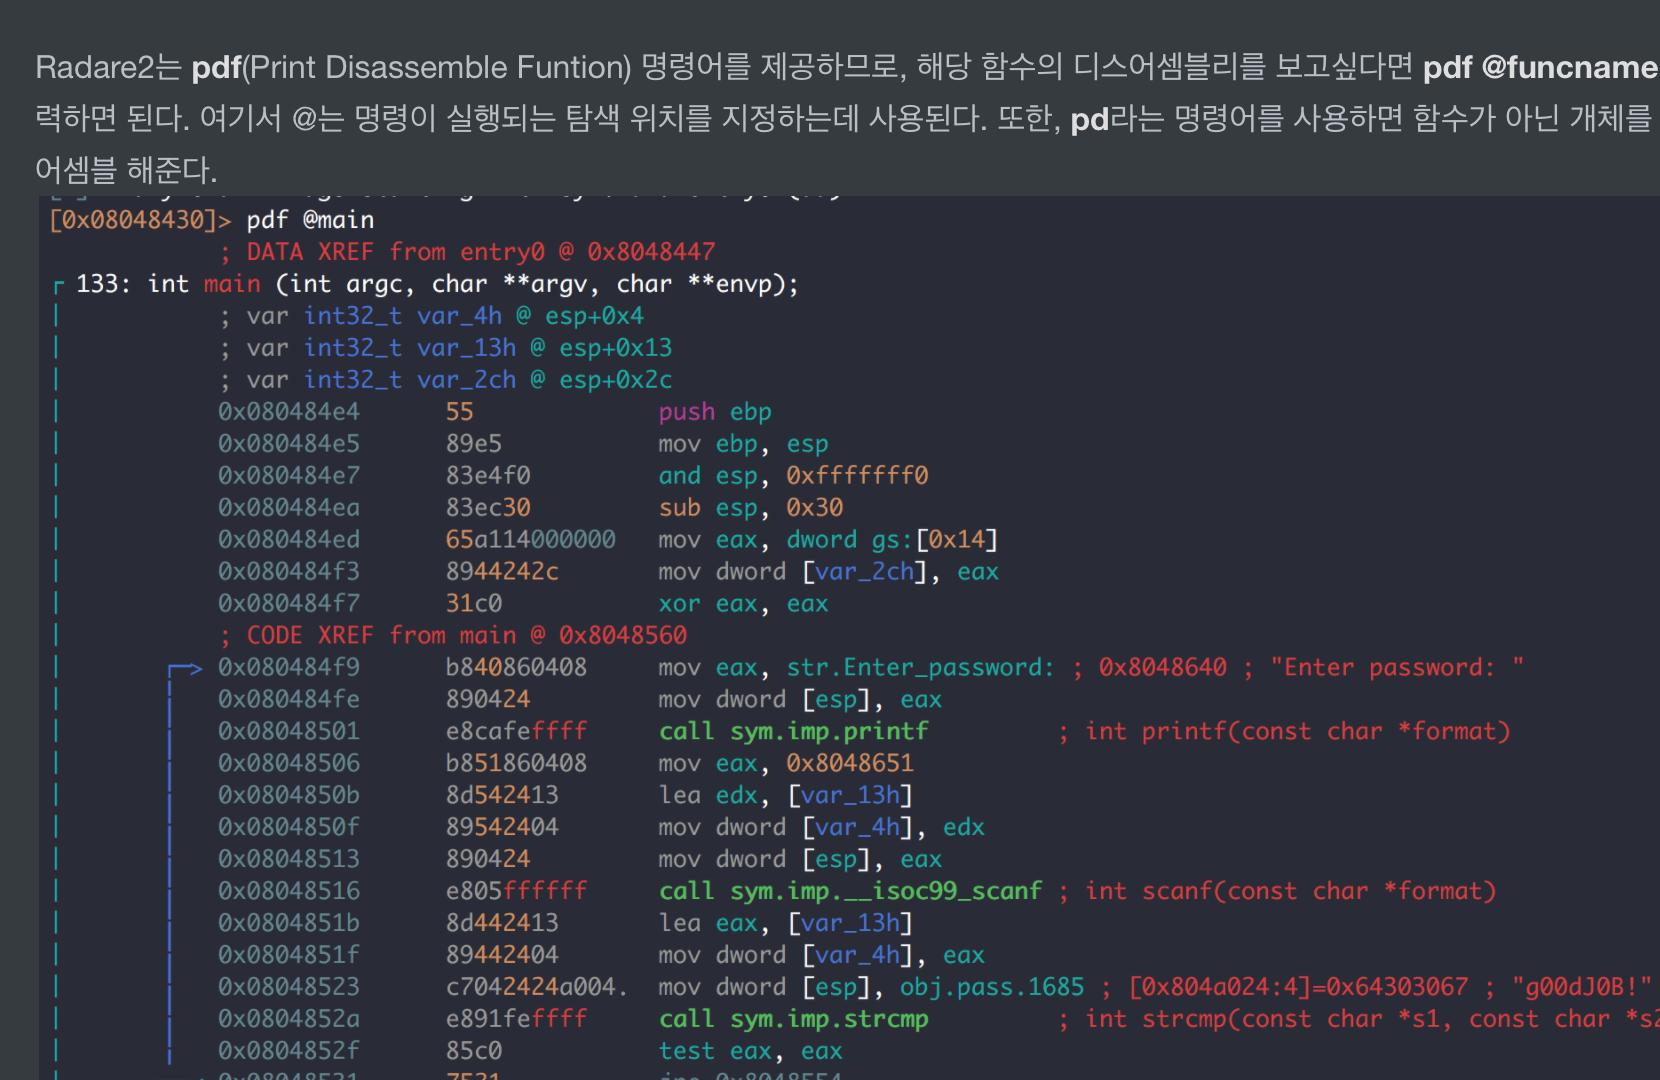 Radare2는 pdf(Print Disassemble Funtion) 명령어를 제공하므로, 해당 함수의 디스어셈블리를 보고싶다면 pdf @funcname
력하면 된다. 여기서 @는 명령이 실행되는 탐색 위치를 지정하는데 사용된다. 또한, pd라는 명령어를 사용하면 함수가 아닌 개체를
어셈블 해준다.
[0x08048430]> pdf @main
; DATA XREF from entry0 @ 0x8048447
133: int main (int argc, char **argv, char **envp);
; var int32_t var_4h @ esp+0x4
; var int32_t var_13h @ esp+0x13
; var int32_t var_2ch @ esp+0x2c
0x080484e4 55 push ebp
0x080484e5 89e5 mov ebp, esp
0x080484e7 83e4f0 and esp, 0xfffffff0
0x080484ea 83ec30 sub esp, 0x30
0x080484ed 65a114000000 mov eax, dword gs:[0x14]
0x080484f3 8944242c mov dword [var_2ch], eax
0x080484f7 31c0 xor eax, eax
; CODE XREF from main @ 0x8048560
0x080484f9 b840860408 mov eax, str.Enter_password: ; 0x8048640 ; "Enter password: "
0x080484fe 890424 mov dword [esp], eax
0x08048501 e8cafeffff call sym.imp.printf ; int printf(const char *format)
0x08048506 b851860408 mov eax, 0x8048651
0x0804850b 8d542413 lea edx, [var_13h]
0x0804850f 89542404 mov dword [var_4h], edx
0x08048513 890424 mov dword [esp], eax
0x08048516 e805ffffff call sym.imp.__isoc99_scanf ; int scanf(const char *format)
0x0804851b 8d442413 lea eax, [var_13h]
0x0804851f 89442404 mov dword [var_4h], eax
0x08048523 c7042424a004. mov dword [esp], obj.pass.1685 ; [0x804a024:4]=0x64303067 ; "g00dJ0B!"
0x0804852a e891feffff call sym.imp.strcmp ; int strcmp(const char *s1, const char *s2
0x0804852f 85c0 test eax, eax